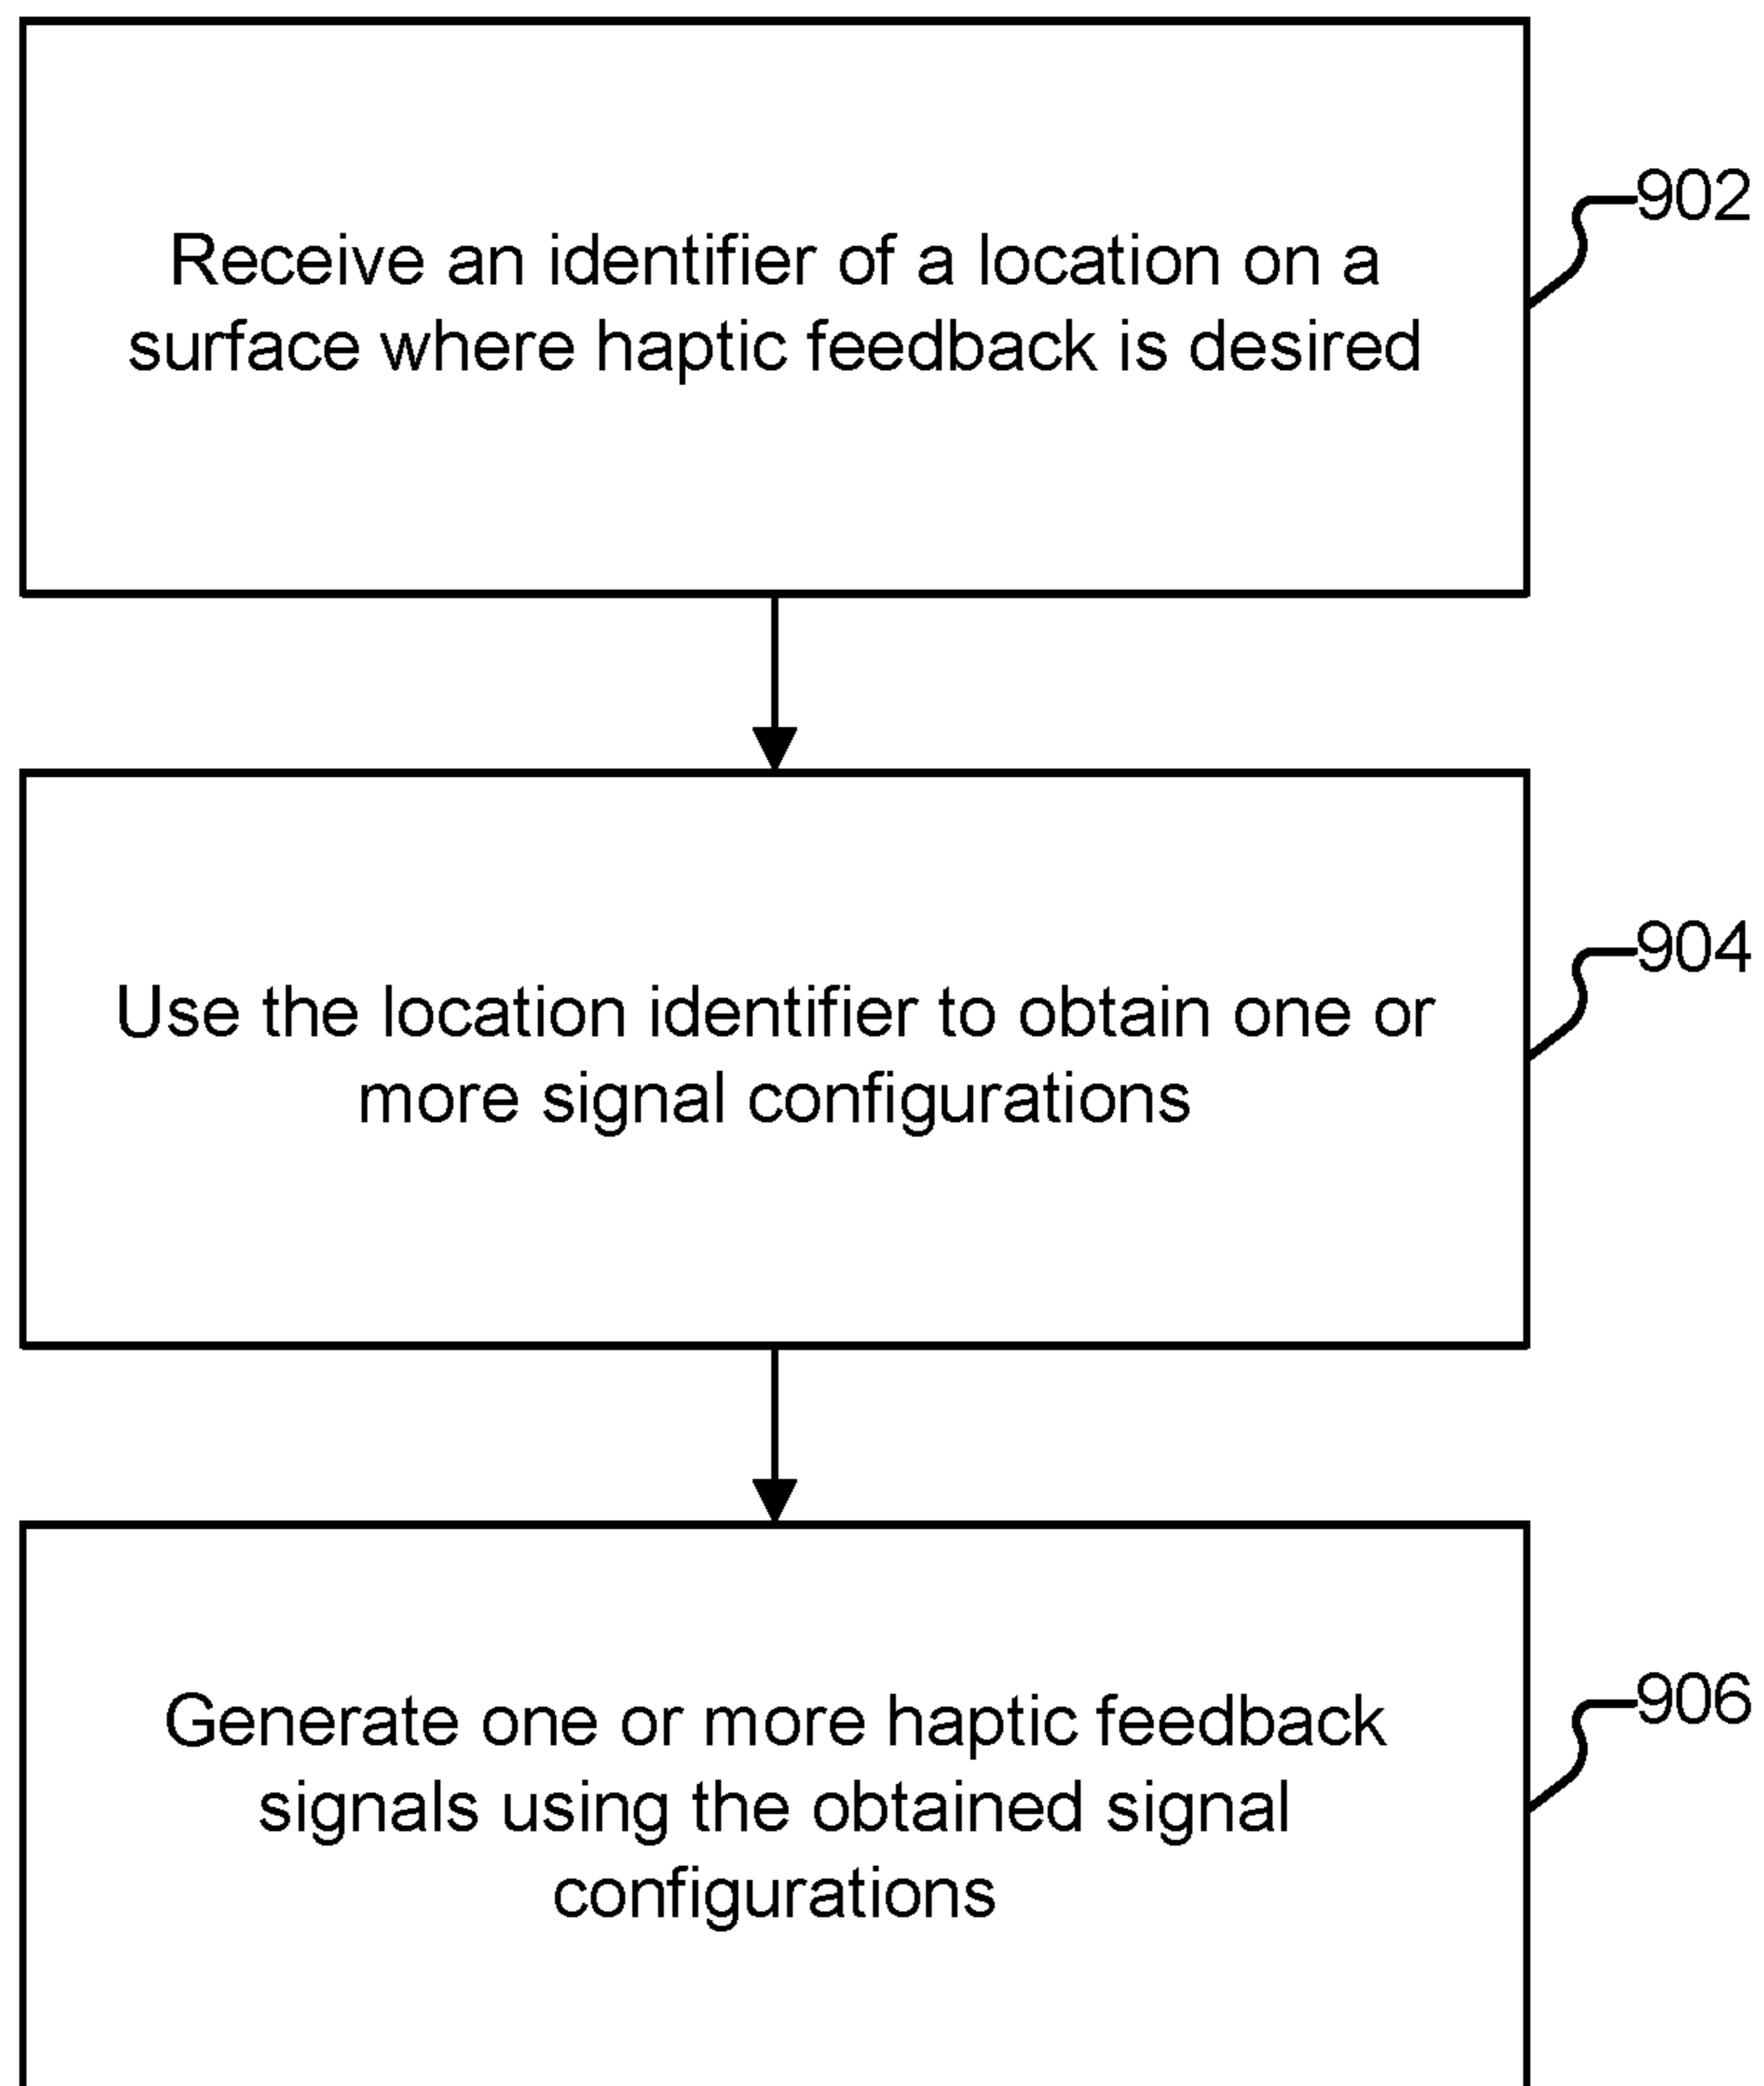 Receive an identifier of a location on a
surface where haptic feedback is desired
902
Use the location identifier to obtain one or
more signal configurations
904
Generate one or more haptic feedback
signals using the obtained signal
configurations
906